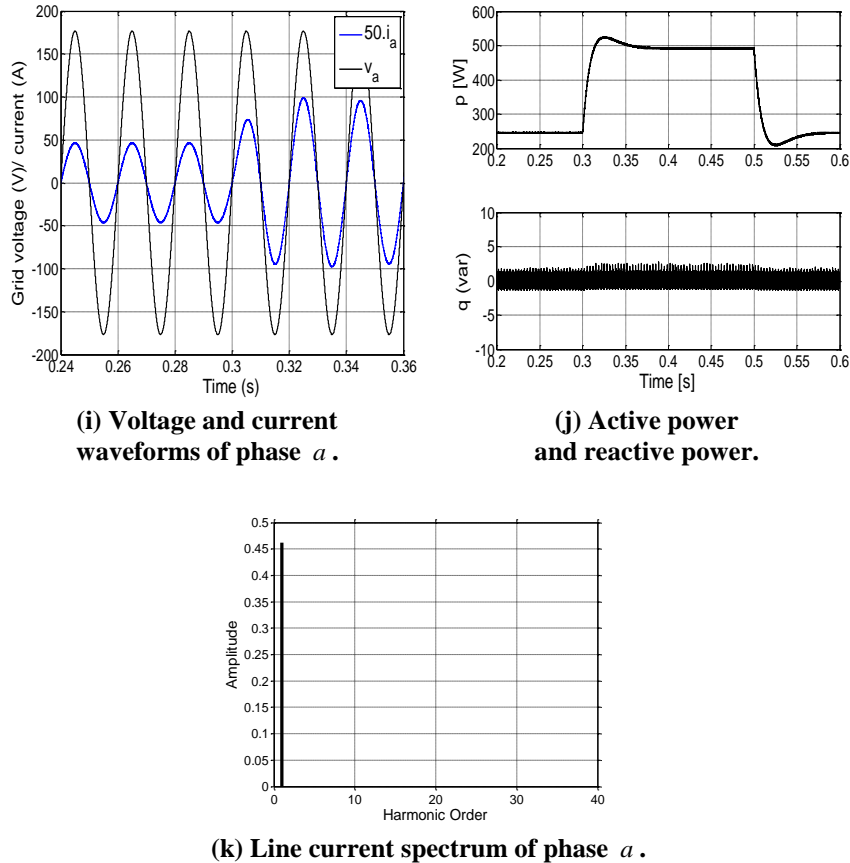 200
150
100
50
0
-50
-100
-150
-200
Grid voltage (V)/ current (A)
50.i_a
v_a
0.24 0.26 0.28 0.3 0.32 0.34 0.36
Time (s)
(i) Voltage and current
waveforms of phase a .
600
500
400
300
200
p [W]
0.2 0.25 0.3 0.35 0.4 0.45 0.5 0.55 0.6
10
5
0
-5
-10
q (var)
0.2 0.25 0.3 0.35 0.4 0.45 0.5 0.55 0.6
Time [s]
(j) Active power
and reactive power.
0.5
0.45
0.4
0.35
0.3
0.25
0.2
0.15
0.1
0.05
0
Amplitude
0 10 20 30 40
Harmonic Order
(k) Line current spectrum of phase a .